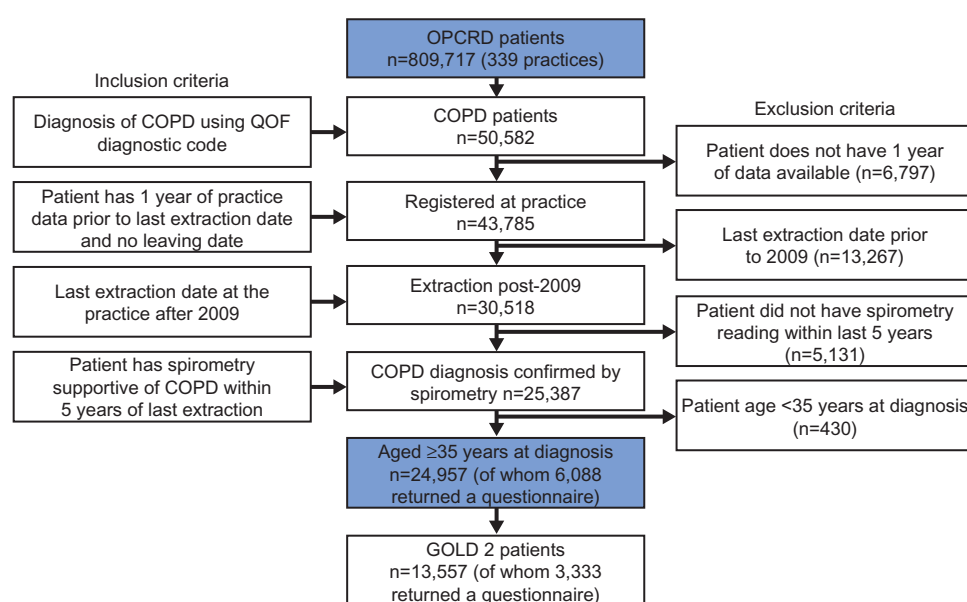 OPCRD patients
n=809,717 (339 practices)
Inclusion criteria
Diagnosis of COPD using QOF
diagnostic code
COPD patients
n=50,582
Exclusion criteria
Patient does not have 1 year
of data available (n=6,797)
Patient has 1 year of practice
data prior to last extraction date
and no leaving date
Registered at practice
n=43,785
Last extraction date prior
to 2009 (n=13,267)
Last extraction date at the
practice after 2009
Extraction post-2009
n=30,518
Patient did not have spirometry
reading within last 5 years
(n=5,131)
Patient has spirometry
supportive of COPD within
5 years of last extraction
COPD diagnosis confirmed by
spirometry n=25,387
Patient age <35 years at diagnosis
(n=430)
Aged ≥35 years at diagnosis
n=24,957 (of whom 6,088
returned a questionnaire)
GOLD 2 patients
n=13,557 (of whom 3,333
returned a questionnaire)